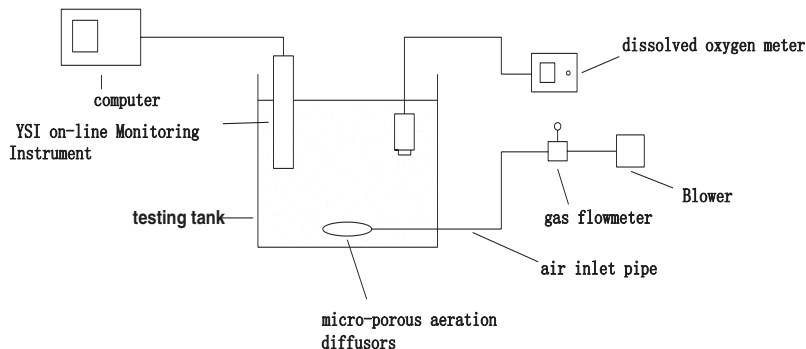 dissolved oxygen meter
computer
YSI on-line Monitoring
Instrument
Blower
testing tank
gas flowmeter
air inlet pipe
micro-porous aeration
diffusors